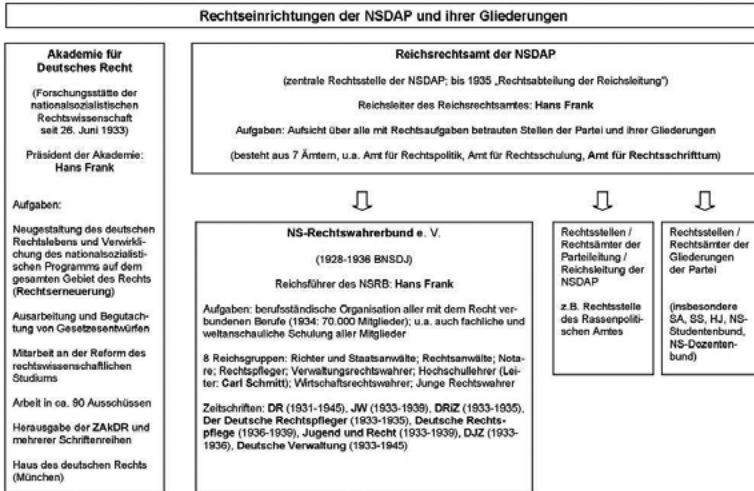 Rechtseinrichtungen der NSDAP und ihrer Gliederungen
Akademie für
Deutsches Recht
(Forschungsstätte der
nationalsozialistischen
Rechtswissenschaft
seit 26. Juni 1933)
Präsident der Akademie:
Hans Frank
Aufgaben:
Neugestaltung des deutschen
Rechtslebens und Verwirkli-
chung des nationalsozialisti-
schen Programms auf dem
gesamten Gebiet des Rechts
(Rechtserneuerung)
Ausarbeitung und Begutach-
tung von Gesetzesentwürfen
Mitarbeit an der Reform des
rechtswissenschaftlichen
Studiums
Arbeit in ca. 90 Ausschüssen
Herausgabe der ZAkDR und
mehrerer Schriftenreihen
Haus des deutschen Rechts
(München)
Reichsrechtsamt der NSDAP
(zentrale Rechtsstelle der NSDAP; bis 1935 „Rechtsabteilung der Reichsleitung")
Reichsleiter des Reichsrechtsamtes: Hans Frank
Aufgaben: Aufsicht über alle mit Rechtsaufgaben betrauten Stellen der Partei und ihrer Gliederungen
(besteht aus 7 Ämtern, u.a. Amt für Rechtspolitik, Amt für Rechtsschulung, Amt für Rechtsschrifttum)
NS-Rechtswahrerbund e. V.
(1928-1936 BNSDJ)
Reichsführer des NSRB: Hans Frank
Aufgaben: berufsständische Organisation aller mit dem Recht ver-
bundenen Berufe (1934: 70.000 Mitglieder); u.a. auch fachliche und
weltanschauliche Schulung aller Mitglieder
8 Reichsgruppen: Richter und Staatsanwälte; Rechtsanwälte; Nota-
re; Rechtspfleger; Verwaltungsrechtswahrer; Hochschullehrer (Lei-
ter: Carl Schmitt); Wirtschaftsrechtswahrer; Junge Rechtswahrer
Zeitschriften: DR (1931-1945), JW (1933-1939), DRiZ (1933-1935),
Der Deutsche Rechtspfleger (1933-1935), Deutsche Rechts-
pflege (1936-1939), Jugend und Recht (1933-1939), DJZ (1933-
1936), Deutsche Verwaltung (1933-1945)
Rechtsstellen /
Rechtsämter der
Parteileitung /
Reichsleitung der
NSDAP
z.B. Rechtsstelle
des Rassenpoliti-
schen Amtes
Rechtsstellen /
Rechtsämter der
Gliederungen
der Partei
(insbesondere
SA, SS, HJ, NS-
Studentenbund,
NS-Dozenten-
bund)